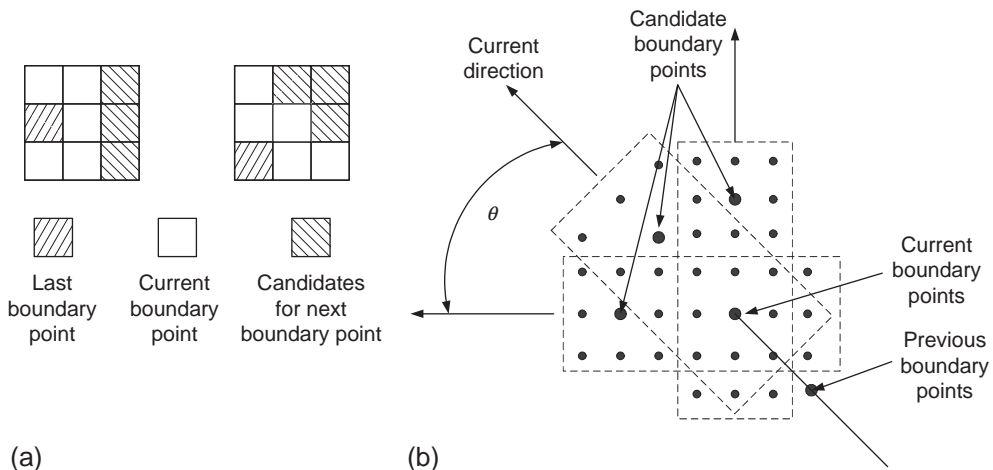 Last
boundary
point
Current
boundary
point
Candidates
for next
boundary point
(a)
Current
direction
Candidate
boundary
points
θ
Current
boundary
points
Previous
boundary
points
(b)